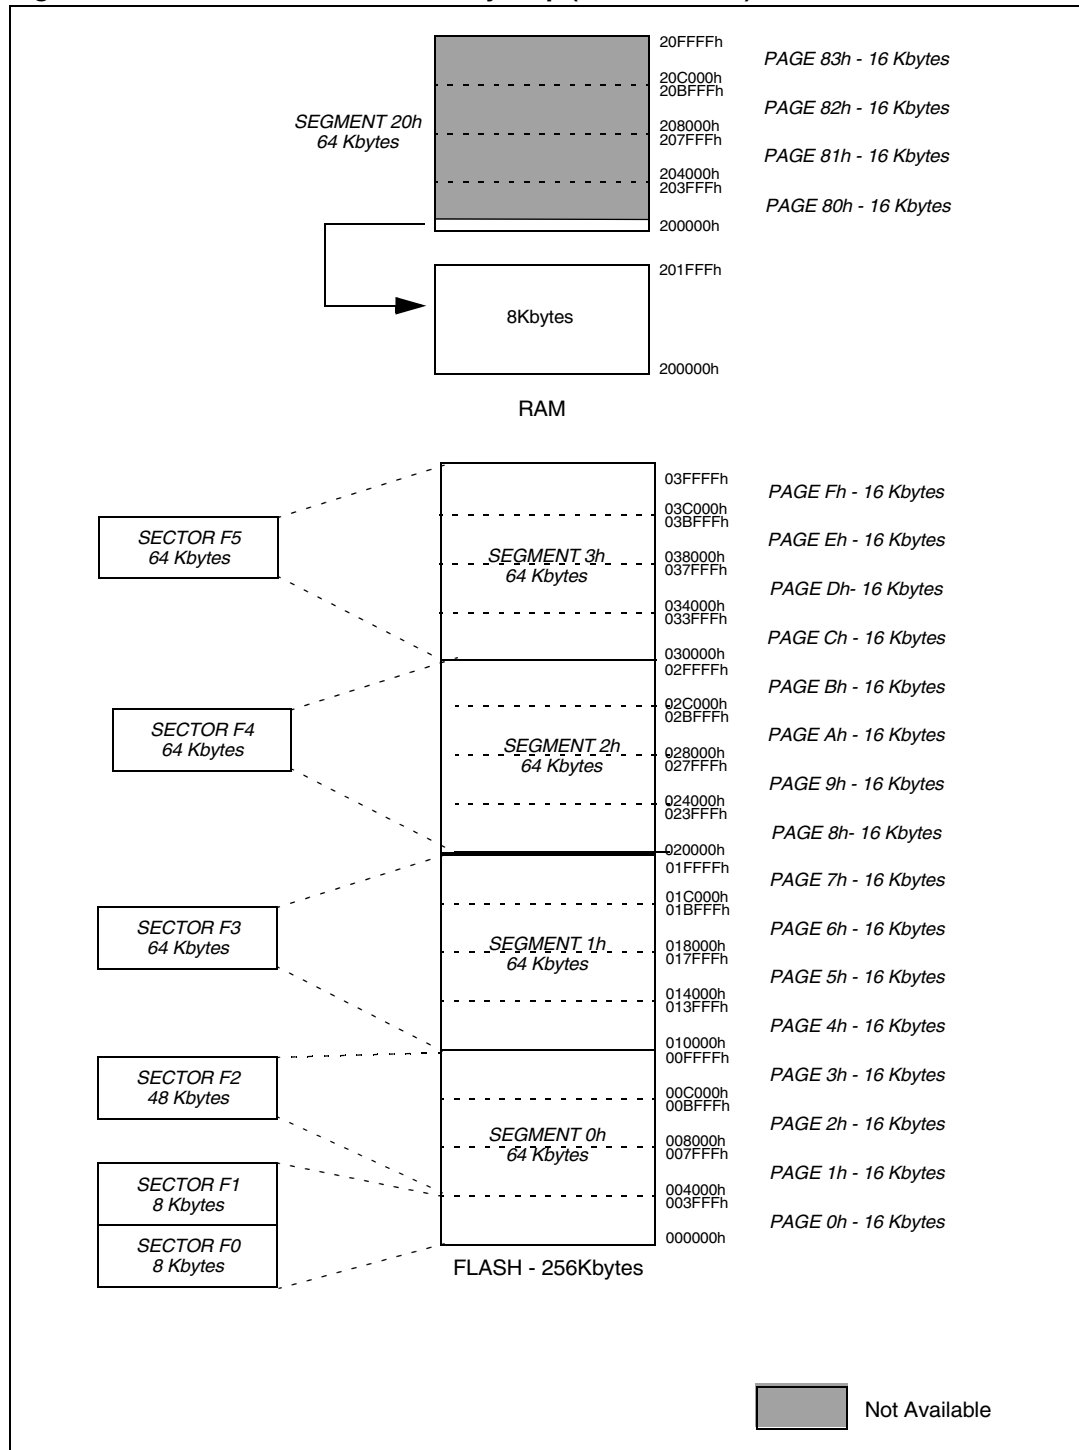 20FFFFh
PAGE 83h - 16 Kbytes
20C000h
20BFFFh
PAGE 82h - 16 Kbytes
SEGMENT 20h
64 Kbytes
208000h
207FFFh
PAGE 81h - 16 Kbytes
204000h
203FFFh
PAGE 80h - 16 Kbytes
200000h
201FFFh
8Kbytes
200000h
RAM
03FFFFh
PAGE Fh - 16 Kbytes
03C000h
03BFFFh
SECTOR F5
64 Kbytes
PAGE Eh - 16 Kbytes
SEGMENT 3h
64 Kbytes
038000h
037FFFh
PAGE Dh- 16 Kbytes
034000h
033FFFh
PAGE Ch - 16 Kbytes
030000h
02FFFFh
PAGE Bh - 16 Kbytes
02C000h
02BFFFh
SECTOR F4
64 Kbytes
PAGE Ah - 16 Kbytes
SEGMENT 2h
64 Kbytes
028000h
027FFFh
PAGE 9h - 16 Kbytes
024000h
023FFFh
PAGE 8h- 16 Kbytes
020000h
01FFFFh
PAGE 7h - 16 Kbytes
01C000h
01BFFFh
SECTOR F3
64 Kbytes
PAGE 6h - 16 Kbytes
SEGMENT 1h
64 Kbytes
018000h
017FFFh
PAGE 5h - 16 Kbytes
014000h
013FFFh
PAGE 4h - 16 Kbytes
010000h
00FFFFh
PAGE 3h - 16 Kbytes
SECTOR F2
48 Kbytes
00C000h
00BFFFh
PAGE 2h - 16 Kbytes
SEGMENT 0h
64 Kbytes
008000h
007FFFh
PAGE 1h - 16 Kbytes
SECTOR F1
8 Kbytes
004000h
003FFFh
PAGE 0h - 16 Kbytes
000000h
SECTOR F0
8 Kbytes
FLASH - 256Kbytes
Not Available